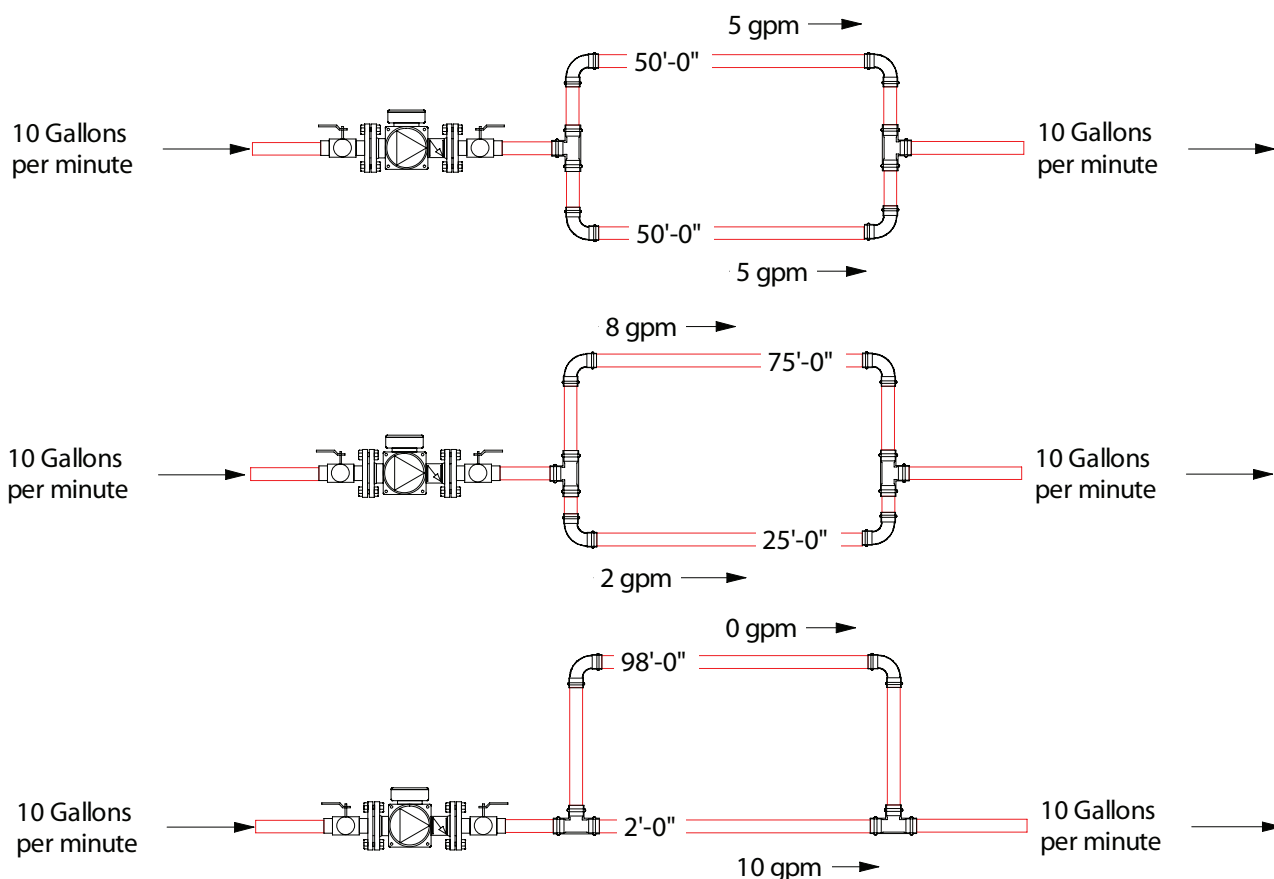 5 gpm
50'-0"
10 Gallons
per minute
10 Gallons
per minute
50'-0"
5 gpm
8 gpm
75'-0"
10 Gallons
per minute
10 Gallons
per minute
25'-0"
2 gpm
0 gpm
98'-0"
10 Gallons
per minute
2'-0"
10 Gallons
per minute
10 gpm